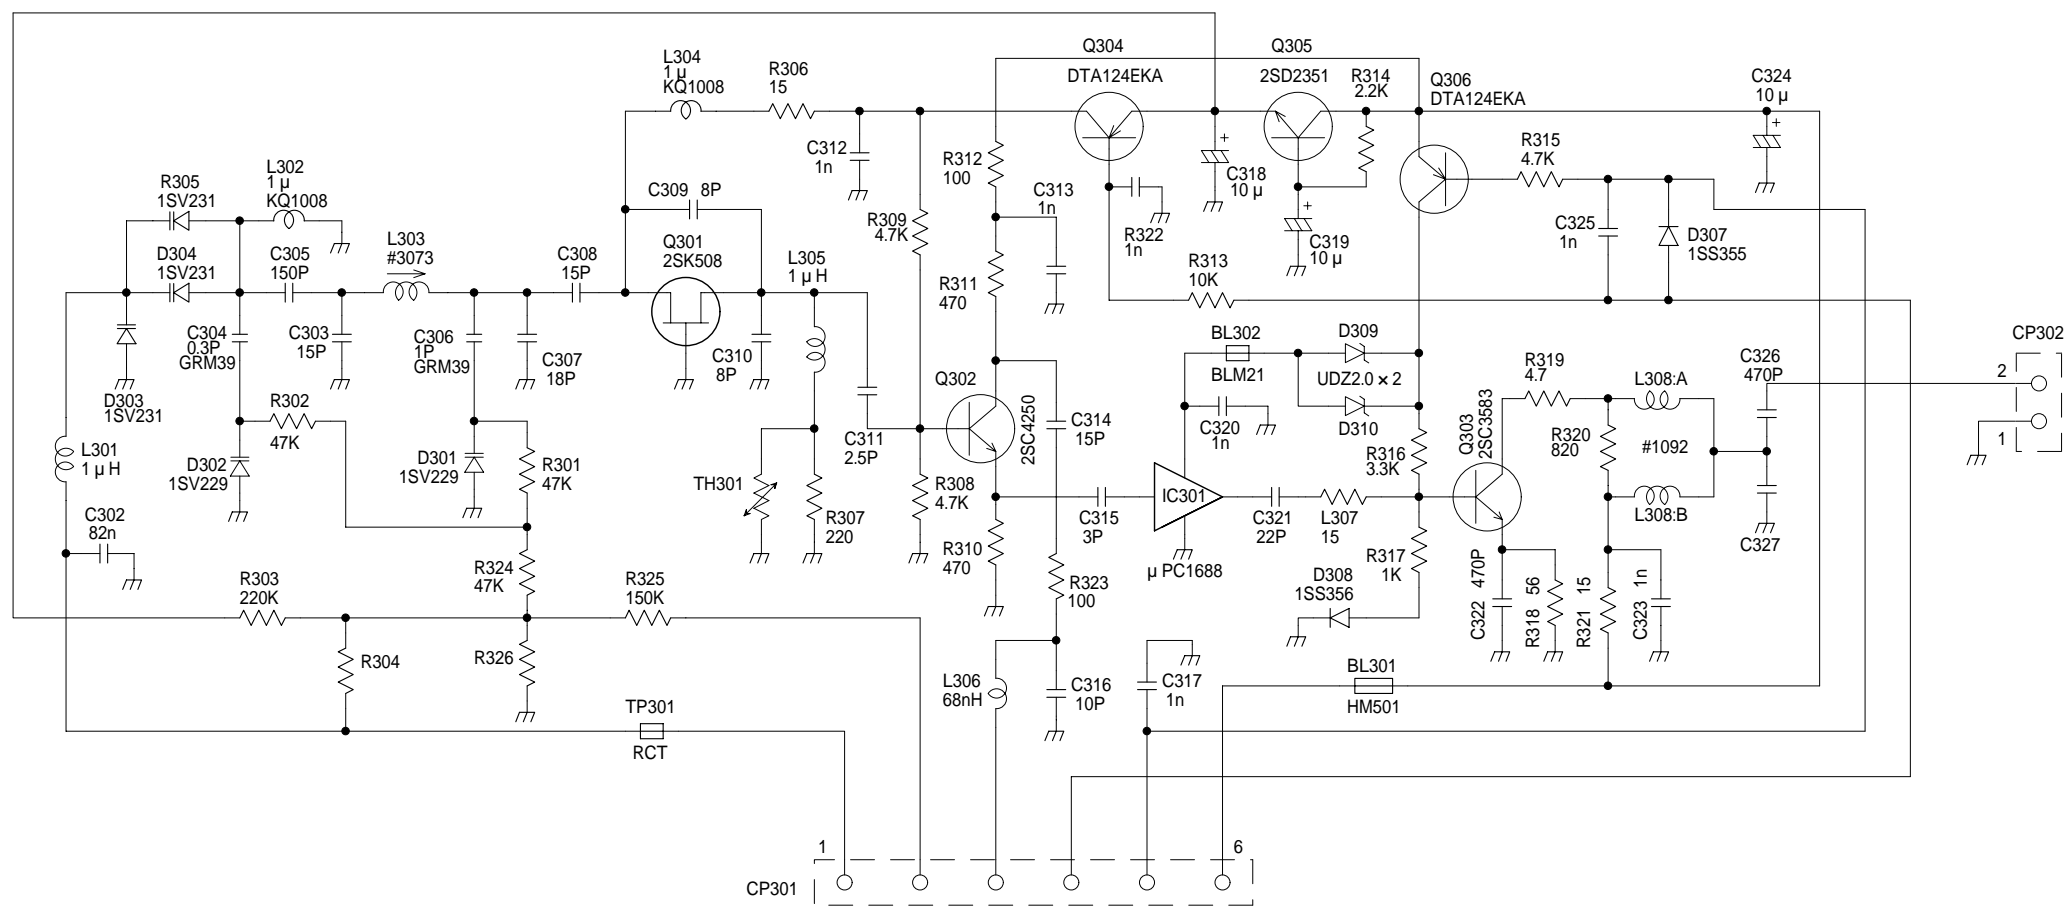 Q304
DTA124EKA
Q305
2SD2351
R314
2.2K
Q306
DTA124EKA
C324
10 µ
+
L304
1 µ
KQ1008
R306
15
C312
1n
R312
100
C313
1n
C318
10 µ
+
R315
4.7K
R305
1SV231
L302
1 µ
KQ1008
C309 8P
R309
4.7K
R322
1n
C319
10 µ
+
C325
1n
D307
1SS355
D304
1SV231
C305
150P
L303
#3073
C308
15P
Q301
2SK508
L305
1 µ H
R311
470
R313
10K
D303
1SV231
C304
0.3P
GRM39
C303
15P
C306
1P
GRM39
C307
18P
C310
8P
BL302
BLM21
D309
UDZ2.0 × 2
D310
CP302
2
1
C326
470P
R319
4.7
L308:A
#1092
L308:B
R320
820
C327
R302
47K
Q302
2SC4250
C314
15P
C311
2.5P
C320
1n
R316
3.3K
Q303
2SC3583
L301
1 µ H
D302
1SV229
D301
1SV229
R301
47K
TH301
R307
220
R308
4.7K
IC301
µ PC1688
C315
3P
C321
22P
L307
15
C302
82n
R310
470
R317
1K
R303
220K
R324
47K
R325
150K
R323
100
D308
1SS356
C322 470P
R318 56
R321 15
C323 1n
R304
R326
L306
68nH
C316
10P
C317
1n
BL301
HM501
TP301
RCT
1
6
CP301